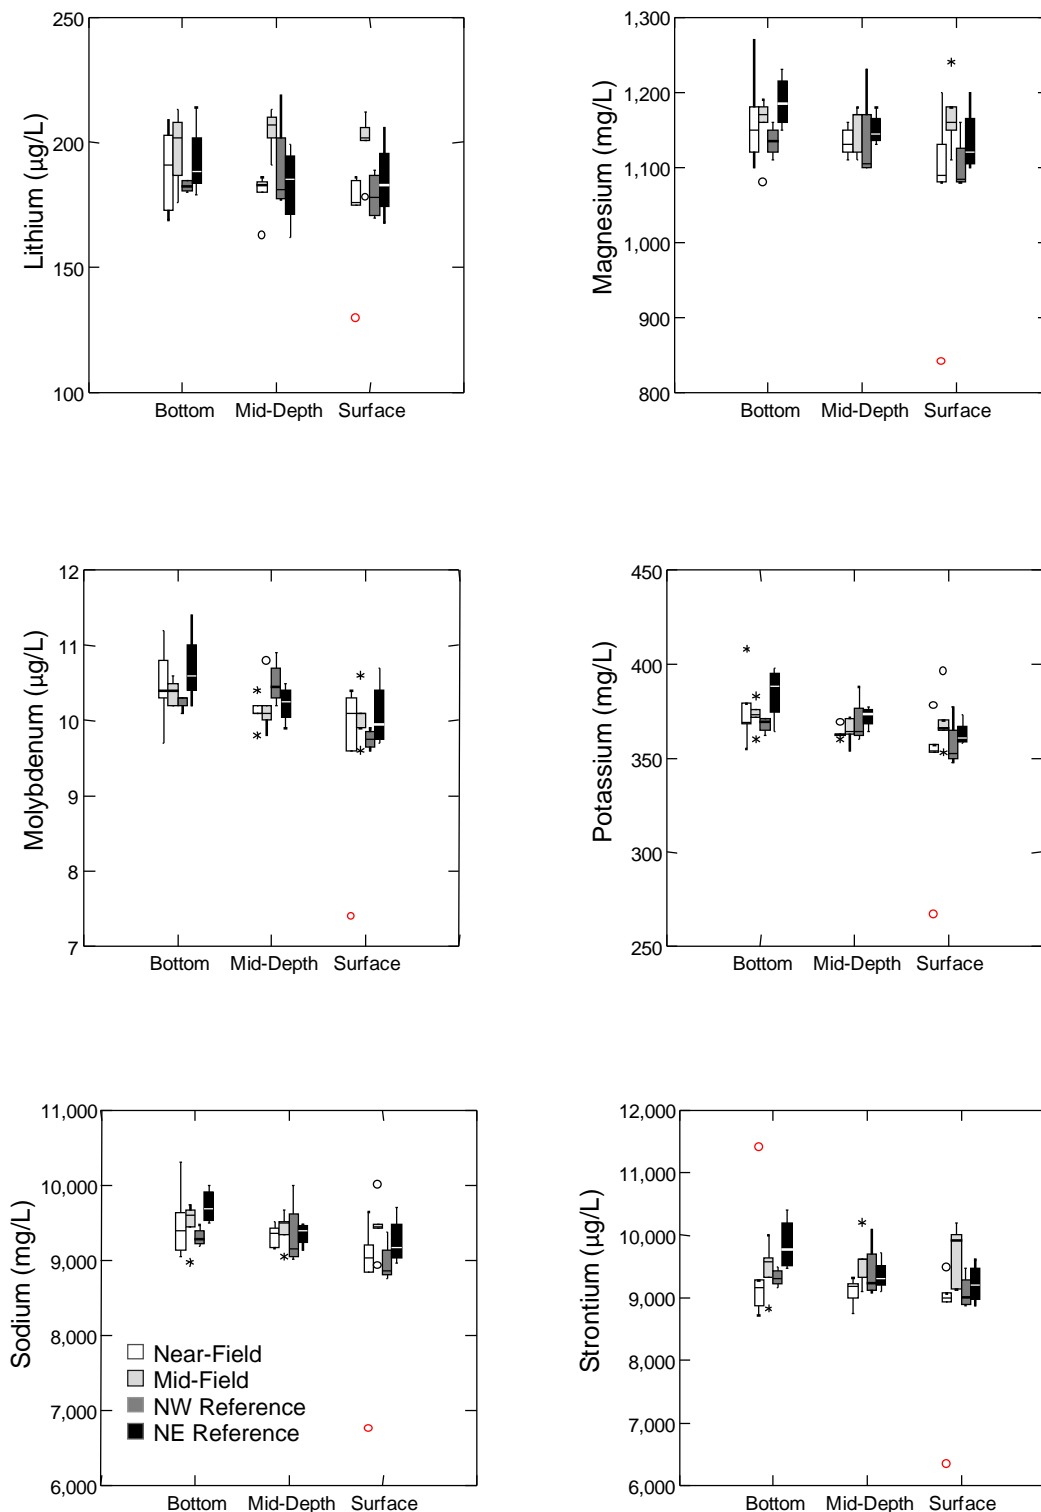 Lithium (µg/L)
250
200
150
100
Bottom Mid-Depth Surface
Magnesium (mg/L)
1,300
1,200
1,100
1,000
900
800
Bottom Mid-Depth Surface
Molybdenum (µg/L)
12
11
10
9
8
7
Bottom Mid-Depth Surface
Potassium (mg/L)
450
400
350
300
250
Bottom Mid-Depth Surface
Sodium (mg/L)
11,000
10,000
9,000
8,000
7,000
6,000
Near-Field
Mid-Field
NW Reference
NE Reference
Bottom Mid-Depth Surface
Strontium (µg/L)
12,000
11,000
10,000
9,000
8,000
7,000
6,000
Bottom Mid-Depth Surface